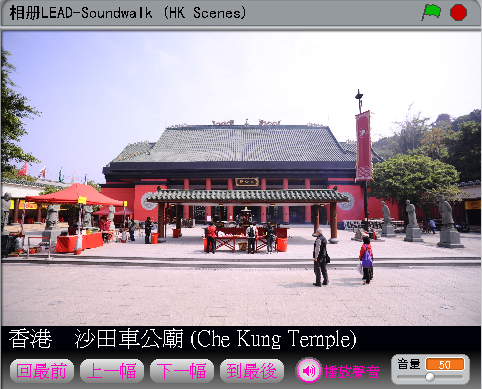 相册LEAD-Soundwalk (HK Scenes)
香港　沙田車公廟 (Che Kung Temple)
回最前 上一幅 下一幅 到最後 播放聲音 音量 50